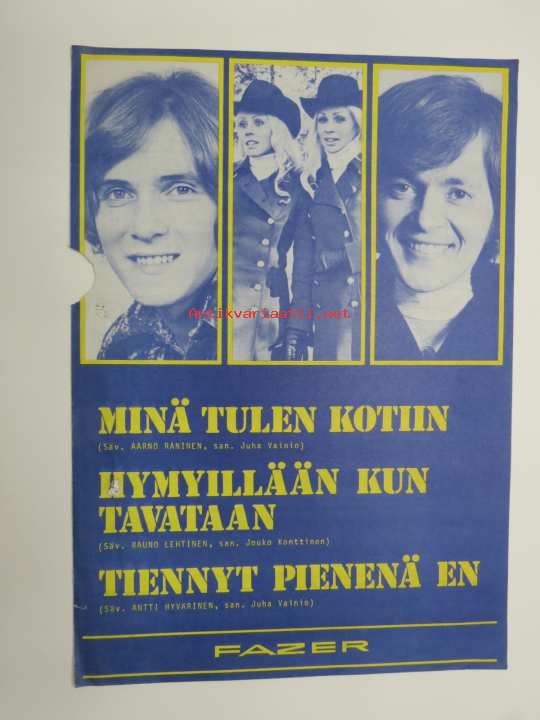 Antikvariaatti.net
MINÄ TULEN KOTIIN
(Säv. AARNO RANINEN, san. Juha Vainio)
HYMYILLÄÄN KUN
TAVATAAN
(Säv. RAUNO LEHTINEN, san. Jouko Konttinen)
TIENNYT PIENENÄ EN
(Säv. ANTTI HYVÄRINEN, san. Juha Vainio)
FAZER